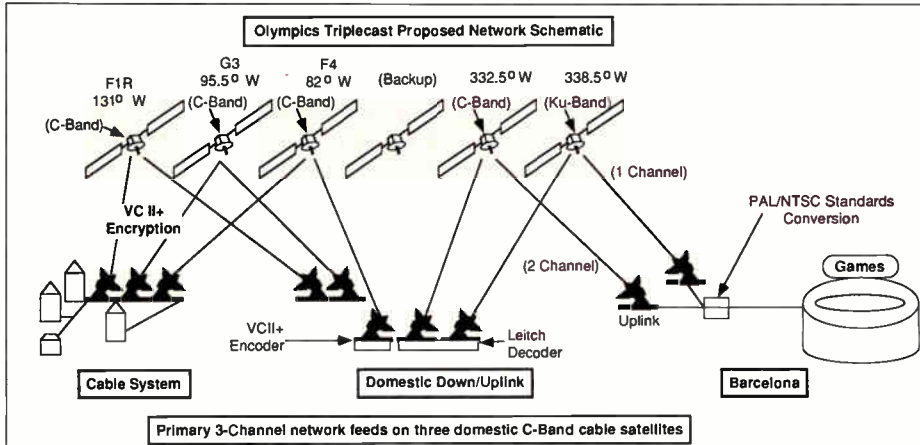 Olympics Triplecast Proposed Network Schematic
F1R
131° W
(C-Band)
G3
95.5° W
(C-Band)
F4
82° W
(C-Band)
(Backup)
332.5° W
(C-Band)
338.5° W
(Ku-Band)
(1 Channel)
VC II+
Encryption
PAL/NTSC Standards
Conversion
(2 Channel)
Games
Uplink
VCII+
Encoder
Leitch
Decoder
Cable System
Domestic Down/Uplink
Barcelona
Primary 3-Channel network feeds on three domestic C-Band cable satellites